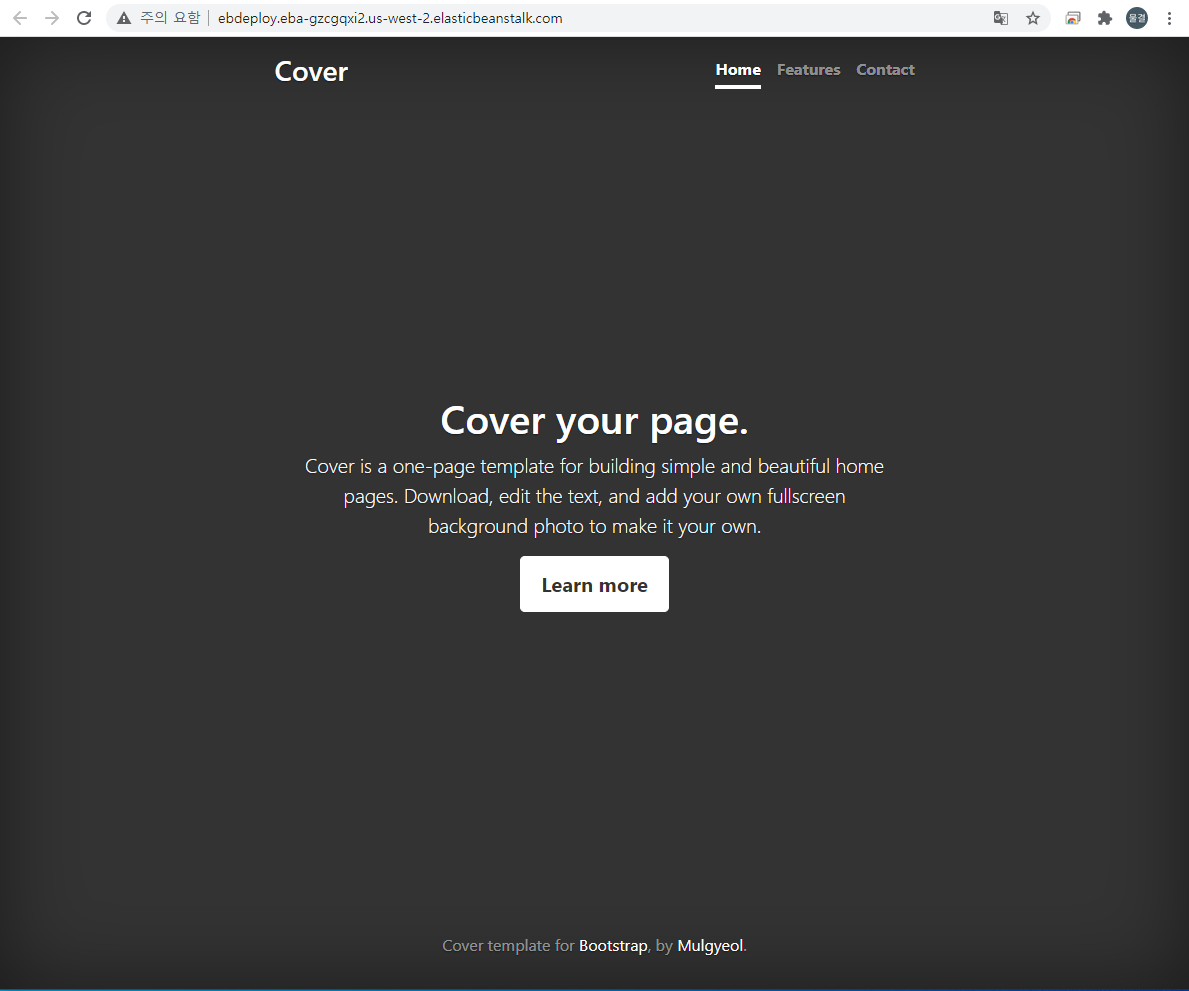 주의 요함 ebdeploy.eba-gzcgqxi2.us-west-2.elasticbeanstalk.com 물결
Cover Home Features Contact
Cover your page.
Cover is a one-page template for building simple and beautiful home
pages. Download, edit the text, and add your own fullscreen
background photo to make it your own.
Learn more
Cover template for Bootstrap, by Mulgyeol.